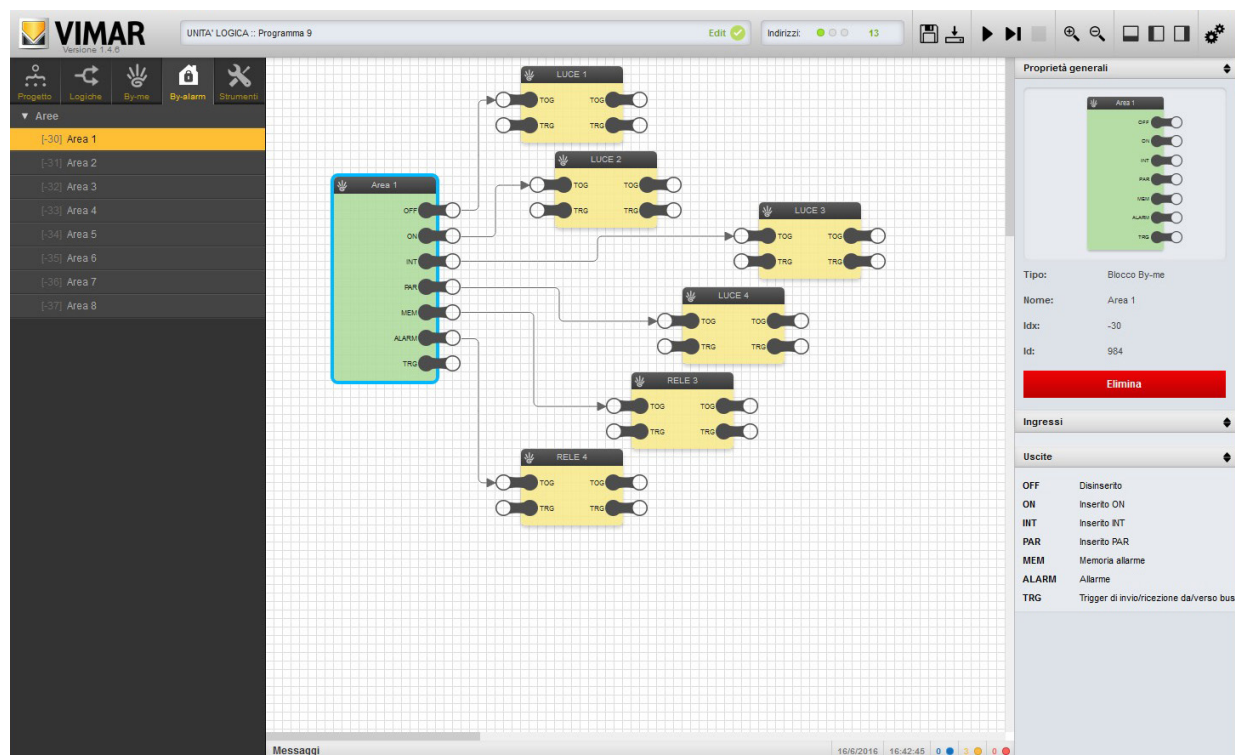 VIMAR
Versione 1.4.6
UNITA' LOGICA :: Programma 9
Edit
Indirizzi:
13
Progetto
Logiche
By-me
By-alarm
Strumenti
Aree
[-30] Area 1
[-31] Area 2
[-32] Area 3
[-33] Area 4
[-34] Area 5
[-35] Area 6
[-36] Area 7
[-37] Area 8
Area 1
OFF
ON
INT
PAR
MEM
ALARM
TRG
LUCE 1
TOG TOG
TRG TRG
LUCE 2
TOG TOG
TRG TRG
LUCE 3
TOG TOG
TRG TRG
LUCE 4
TOG TOG
TRG TRG
RELE 3
TOG TOG
TRG TRG
RELE 4
TOG TOG
TRG TRG
Messaggi
16/6/2016 16:42:45 0 3 0
Proprietà generali
Area 1
OFF
ON
INT
PAR
MEM
ALARM
TRG
Tipo: Blocco By-me
Nome: Area 1
Idx: -30
Id: 984
Elimina
Ingressi
Uscite
OFF Disinserito
ON Inserito ON
INT Inserito INT
PAR Inserito PAR
MEM Memoria allarme
ALARM Allarme
TRG Trigger di invio/ricezione da/verso bus